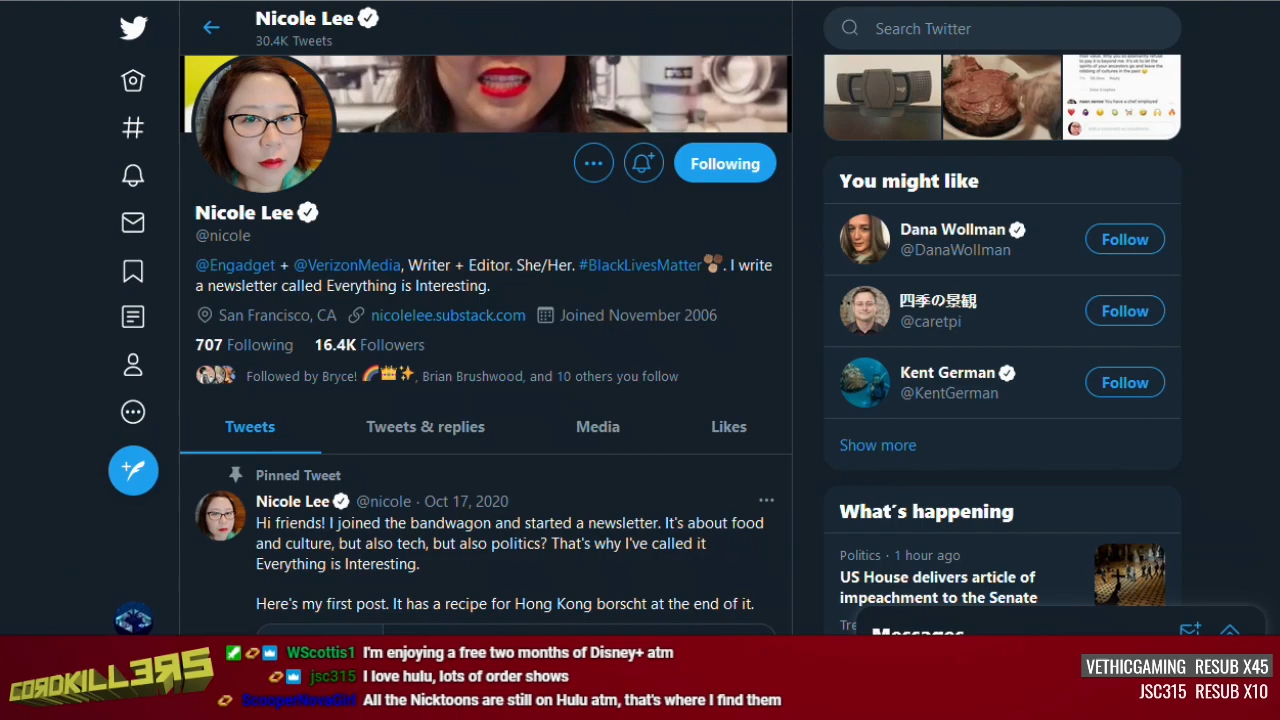 Nicole Lee
30.4K Tweets
Search Twitter
Following
Nicole Lee
@nicole
@Engadget + @VerizonMedia, Writer + Editor. She/Her. #BlackLivesMatter✊🏽. I write
a newsletter called Everything is Interesting.
San Francisco, CA nicolelee.substack.com Joined November 2006
707 Following 16.4K Followers
Followed by Bryce! 🌈👑✨, Brian Brushwood, and 10 others you follow
Tweets Tweets & replies Media Likes
Pinned Tweet
Nicole Lee @nicole · Oct 17, 2020
Hi friends! I joined the bandwagon and started a newsletter. It's about food
and culture, but also tech, but also politics? That's why I've called it
Everything is Interesting.
Here's my first post. It has a recipe for Hong Kong borscht at the end of it.
You might like
Dana Wollman
@DanaWollman
Follow
四季の景観
@caretpi
Follow
Kent German
@KentGerman
Follow
Show more
What's happening
Politics · 1 hour ago
US House delivers article of
impeachment to the Senate
Tre
Messages
CORDKILLERS
WScottis1 I'm enjoying a free two months of Disney+ atm
jsc315 I love hulu, lots of order shows
ScooperNovaGirl All the Nicktoons are still on Hulu atm, that's where I find them
VETHICGAMING RESUB X45
JSC315 RESUB X10